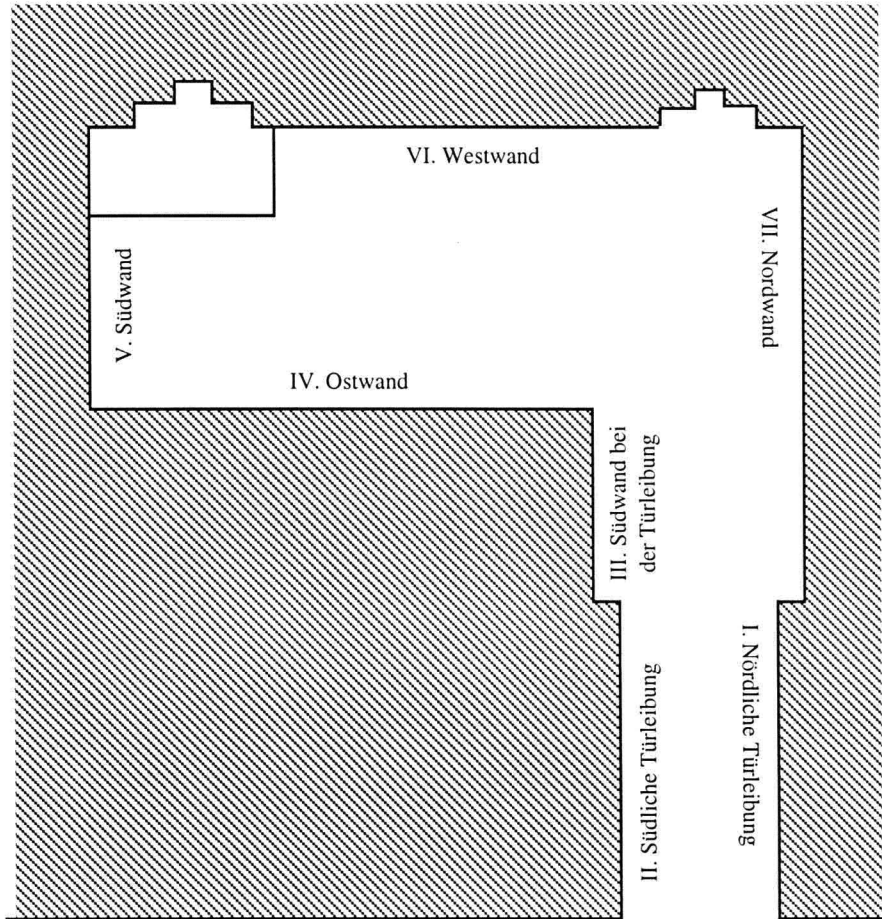 VI. Westwand
VII. Nordwand
V. Südwand
IV. Ostwand
III. Südwand bei
der Türleibung
I. Nördliche Türleibung
II. Südliche Türleibung